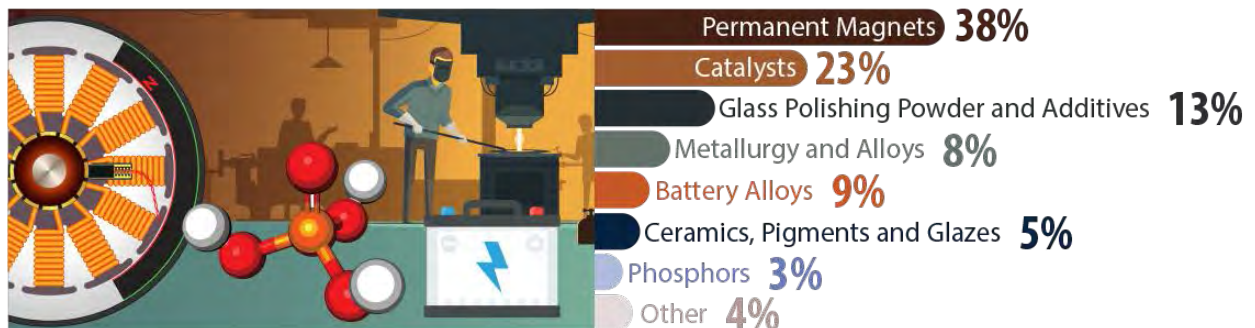 Permanent Magnets 38%
Catalysts 23%
Glass Polishing Powder and Additives 13%
Metallurgy and Alloys 8%
Battery Alloys 9%
Ceramics, Pigments and Glazes 5%
Phosphors 3%
Other 4%
N